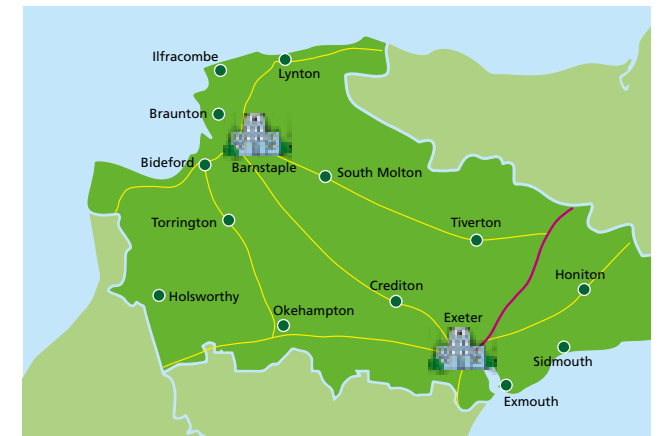 Ilfracombe
Lynton
Braunton
Bideford
Barnstaple
South Molton
Torrington
Tiverton
Honiton
Crediton
Holsworthy
Okehampton
Exeter
Sidmouth
Exmouth